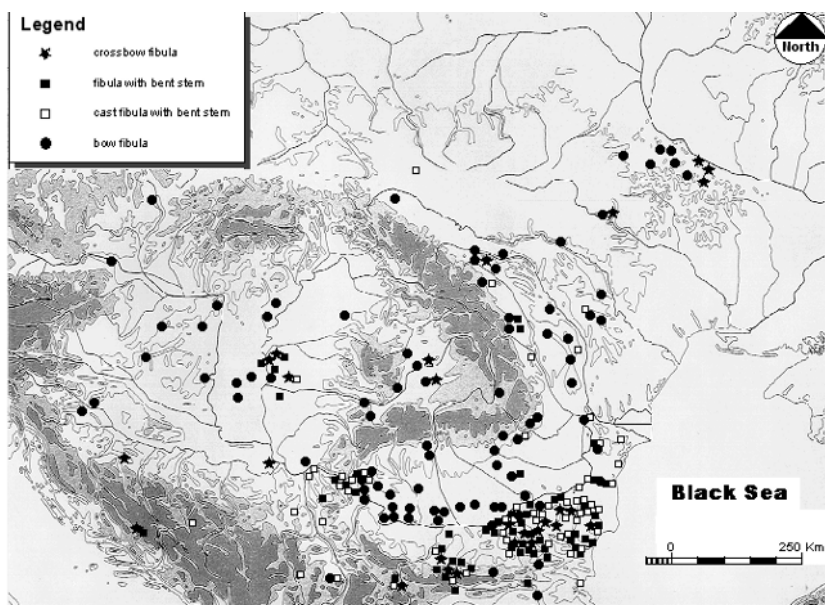 Legend
crossbow fibula
fibula with bent stem
cast fibula with bent stem
bow fibula
North
Black Sea
0 250 Km